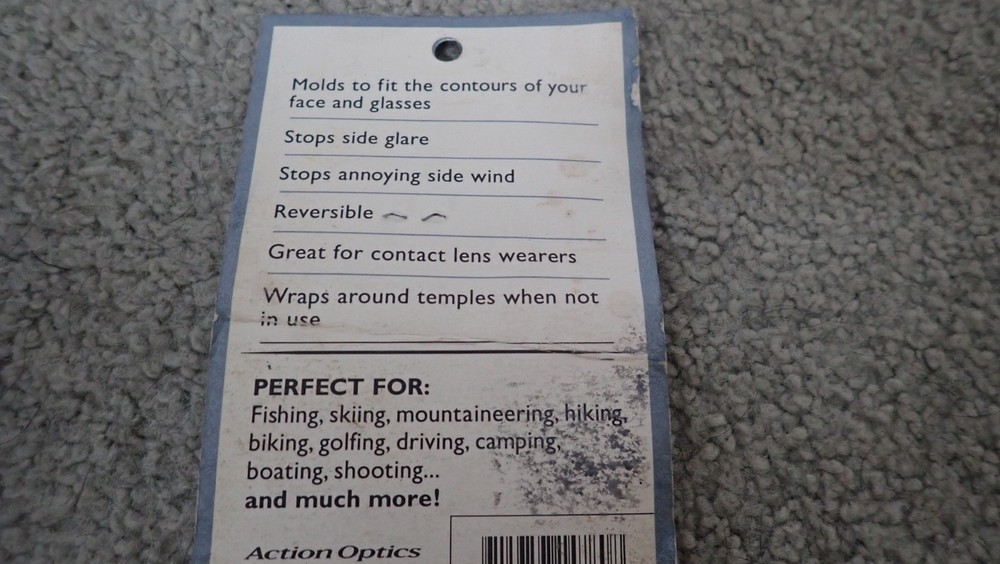 Molds to fit the contours of your
face and glasses
Stops side glare
Stops annoying side wind
Reversible
Great for contact lens wearers
Wraps around temples when not
in use
PERFECT FOR:
Fishing, skiing, mountaineering, hiking,
biking, golfing, driving, camping,
boating, shooting...
and much more!
Action Optics